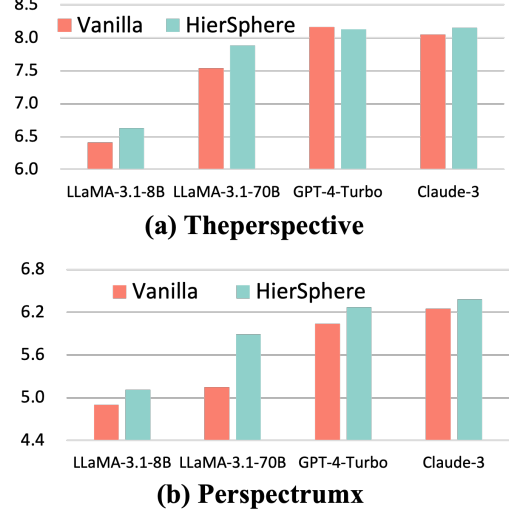 8.5
Vanilla HierSphere
8.0
7.5
7.0
6.5
6.0
LLaMA-3.1-8B LLaMA-3.1-70B GPT-4-Turbo Claude-3
(a) Theperspective
6.8
Vanilla HierSphere
6.2
5.6
5.0
4.4
LLaMA-3.1-8B LLaMA-3.1-70B GPT-4-Turbo Claude-3
(b) Perspectrumx